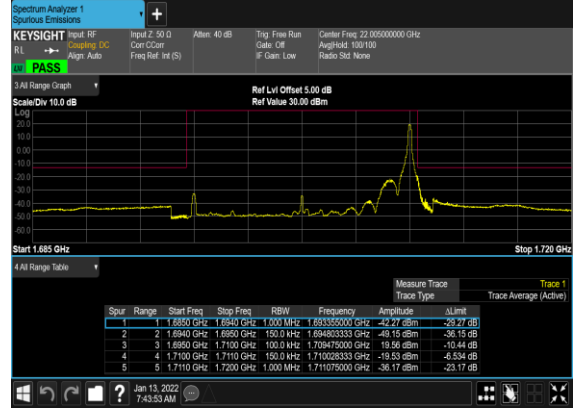 Spectrum Analyzer 1
Spurious Emissions
KEYSIGHT Input: RF Input Z: 50 Ω Atten: 40 dB Trig: Free Run Center Freq: 22.005000000 GHz
RL Coupling: DC Corr CCorr Gate: Off Avg|Hold: 100/100
Align: Auto Freq Ref: Int (S) IF Gain: Low Radio Std: None
PASS
3 All Range Graph
Ref Lvl Offset 5.00 dB
Scale/Div 10.0 dB Ref Value 30.00 dBm
Log
20.0
10.0
0.00
-10.0
-20.0
-30.0
-40.0
-50.0
-60.0
Start 1.685 GHz Stop 1.720 GHz
4 All Range Table
Measure Trace Trace 1
Trace Type Trace Average (Active)
Spur Range Start Freq Stop Freq RBW Frequency Amplitude ΔLimit
1 1 1.6850 GHz 1.6940 GHz 1.000 MHz 1.693355000 GHz -42.27 dBm -29.27 dB
2 2 1.6940 GHz 1.6950 GHz 150.0 kHz 1.694803333 GHz -49.15 dBm -36.15 dB
3 3 1.6950 GHz 1.7100 GHz 100.0 kHz 1.709475000 GHz 19.56 dBm -10.44 dB
4 4 1.7100 GHz 1.7110 GHz 150.0 kHz 1.710028333 GHz -19.53 dBm -6.534 dB
5 5 1.7110 GHz 1.7200 GHz 1.000 MHz 1.711075000 GHz -36.17 dBm -23.17 dB
? Jan 13, 2022
7:43:53 AM